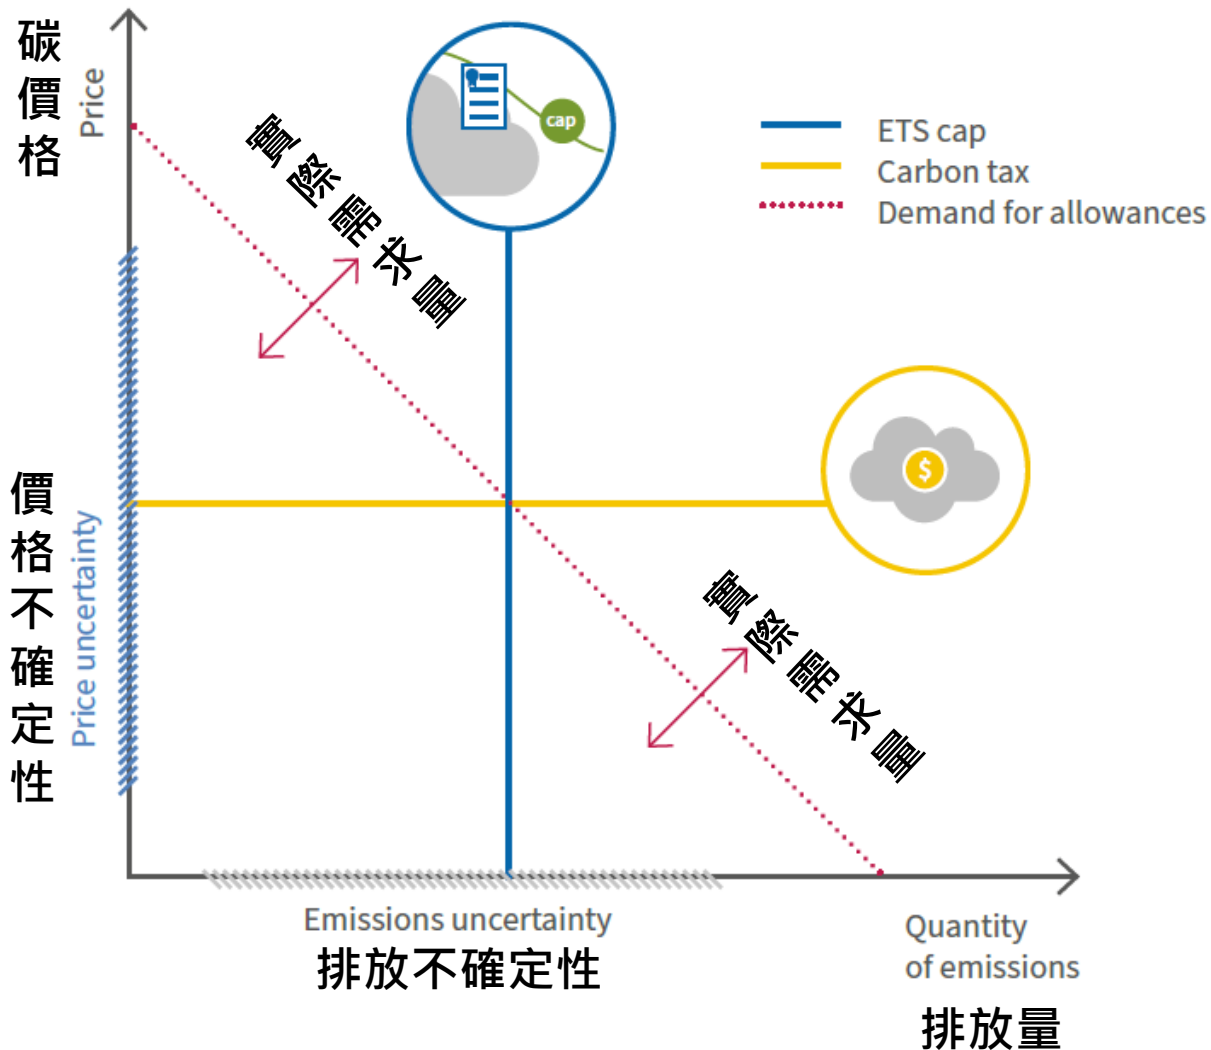 碳價格
Price
實際需求量
cap
ETS cap
Carbon tax
Demand for allowances
價格不確定性
Price uncertainty
$
實際需求量
Emissions uncertainty
排放不確定性
Quantity
of emissions
排放量